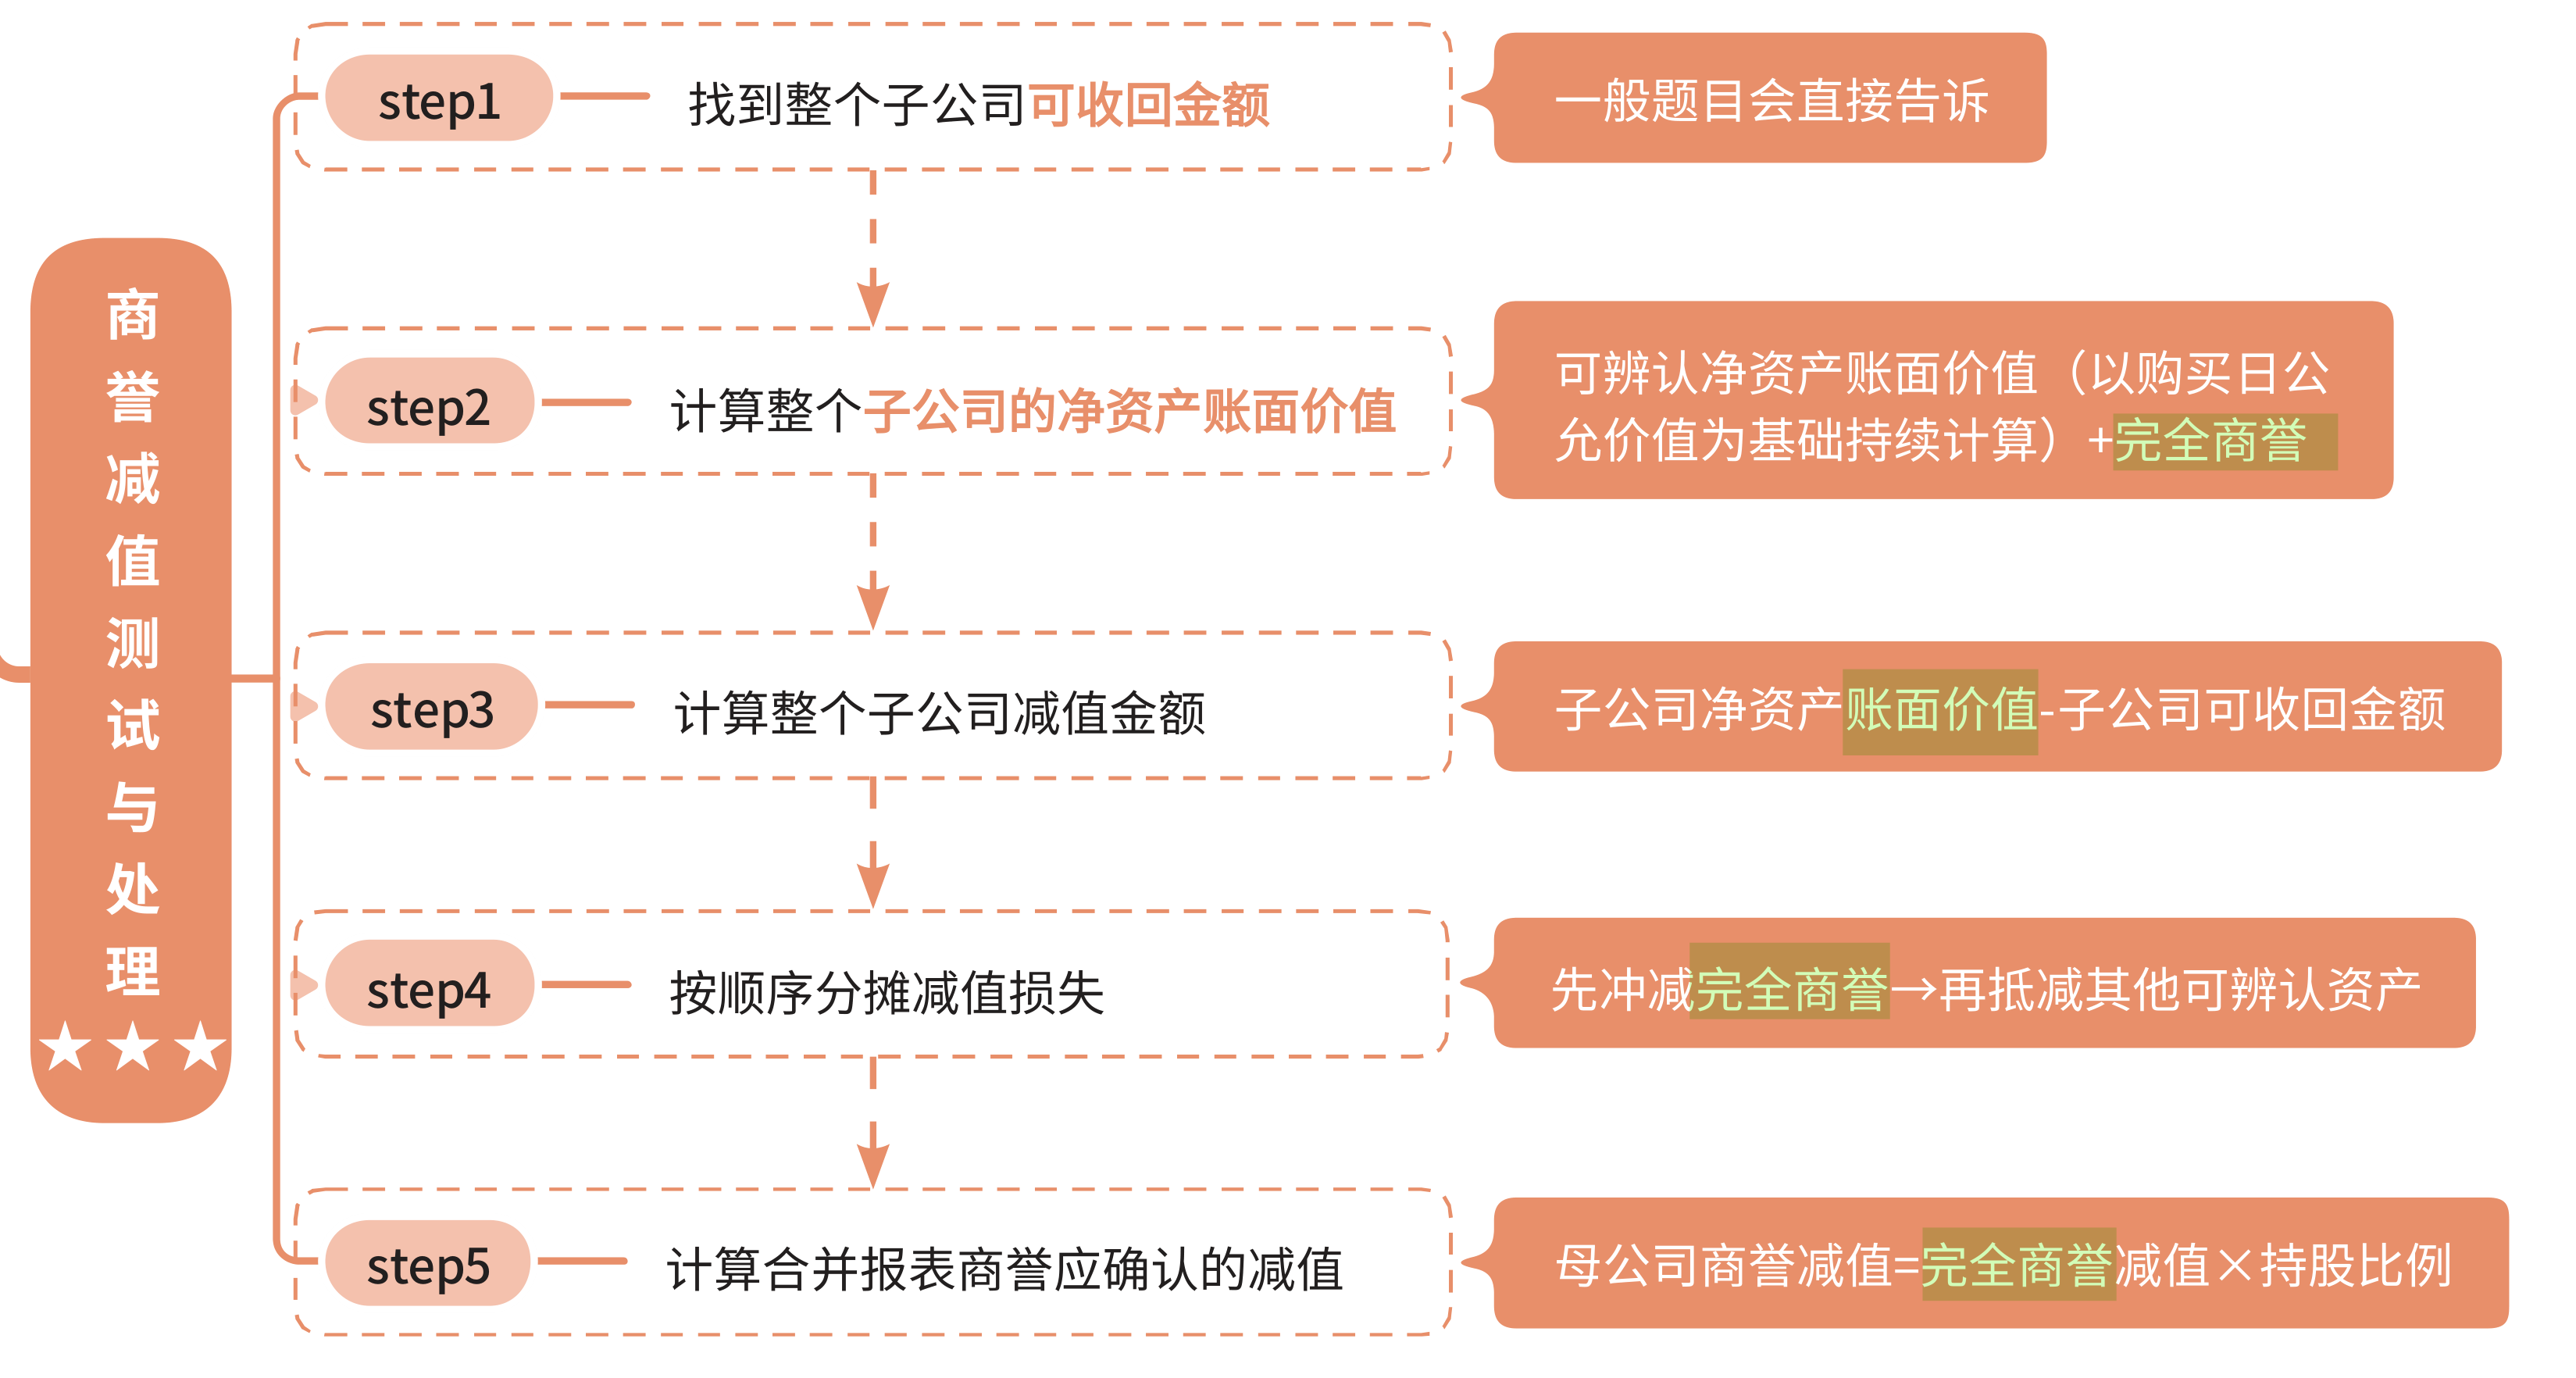 商誉减值测试与处理
★★★
step1
找到整个子公司可收回金额
一般题目会直接告诉
step2
计算整个子公司的净资产账面价值
可辨认净资产账面价值（以购买日公
允价值为基础持续计算）+完全商誉
step3
计算整个子公司减值金额
子公司净资产账面价值-子公司可收回金额
step4
按顺序分摊减值损失
先冲减完全商誉→再抵减其他可辨认资产
step5
计算合并报表商誉应确认的减值
母公司商誉减值=完全商誉减值×持股比例